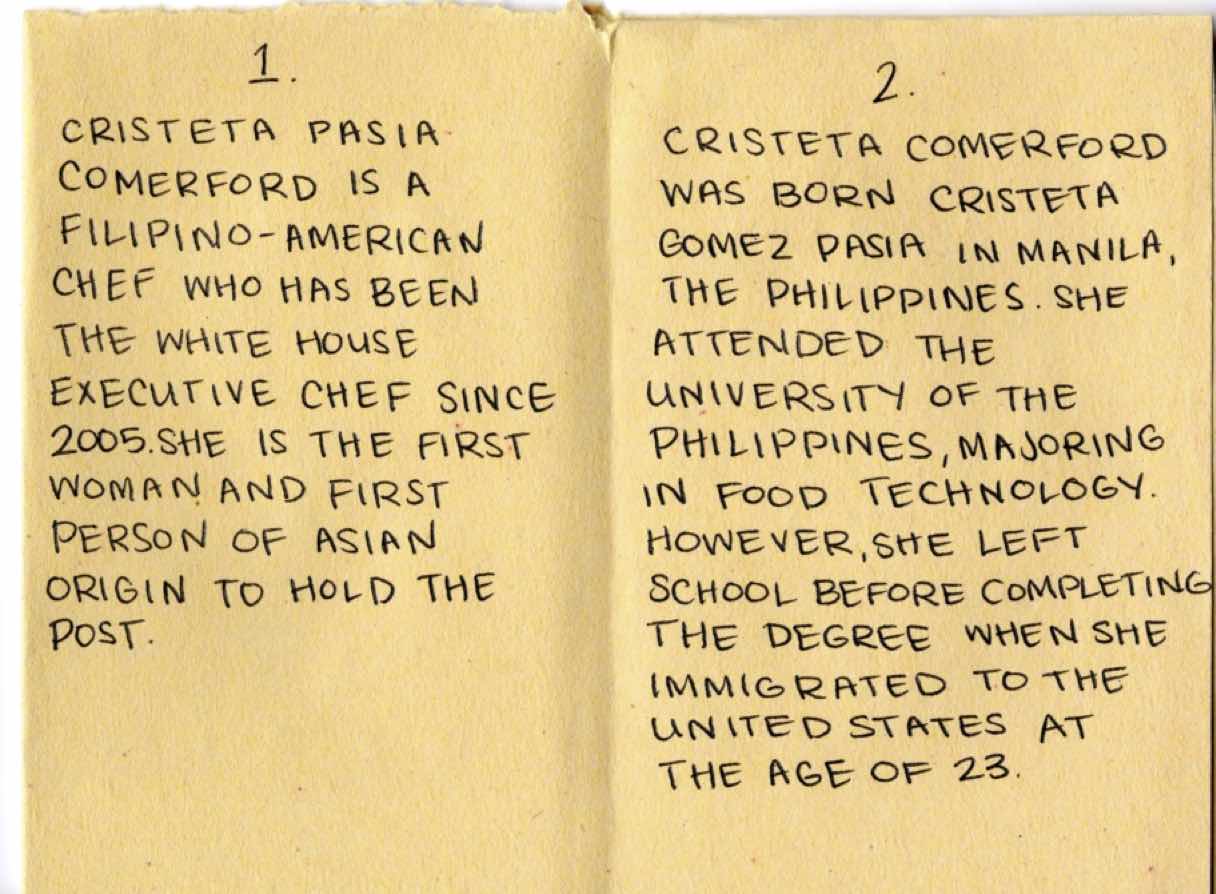 1.
CRISTETA PASIA
COMERFORD IS A
FILIPINO-AMERICAN
CHEF WHO HAS BEEN
THE WHITE HOUSE
EXECUTIVE CHEF SINCE
2005.SHE IS THE FIRST
WOMAN AND FIRST
PERSON OF ASIAN
ORIGIN TO HOLD THE
POST.
2.
CRISTETA COMERFORD
WAS BORN CRISTETA
GOMEZ PASIA IN MANILA,
THE PHILIPPINES. SHE
ATTENDED THE
UNIVERSITY OF THE
PHILIPPINES, MAJORING
IN FOOD TECHNOLOGY.
HOWEVER, SHE LEFT
SCHOOL BEFORE COMPLETING
THE DEGREE WHEN SHE
IMMIGRATED TO THE
UNITED STATES AT
THE AGE OF 23.